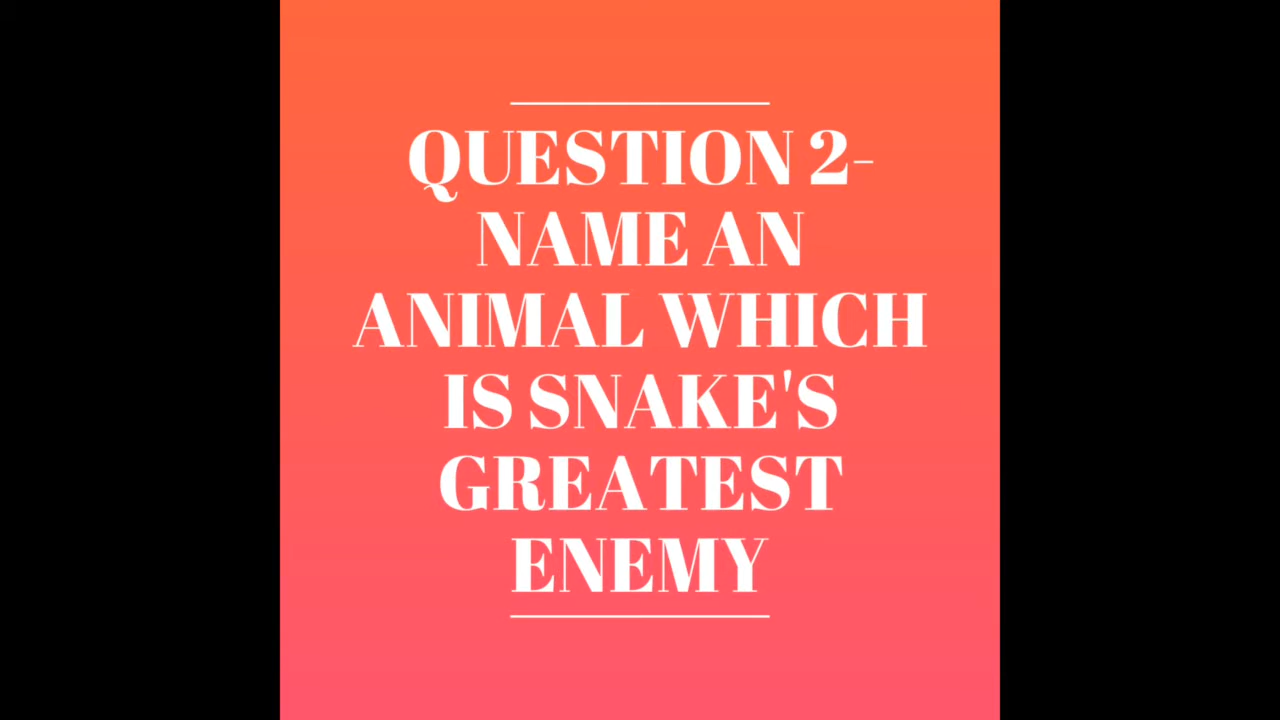 QUESTION 2-
NAME AN
ANIMAL WHICH
IS SNAKE'S
GREATEST
ENEMY